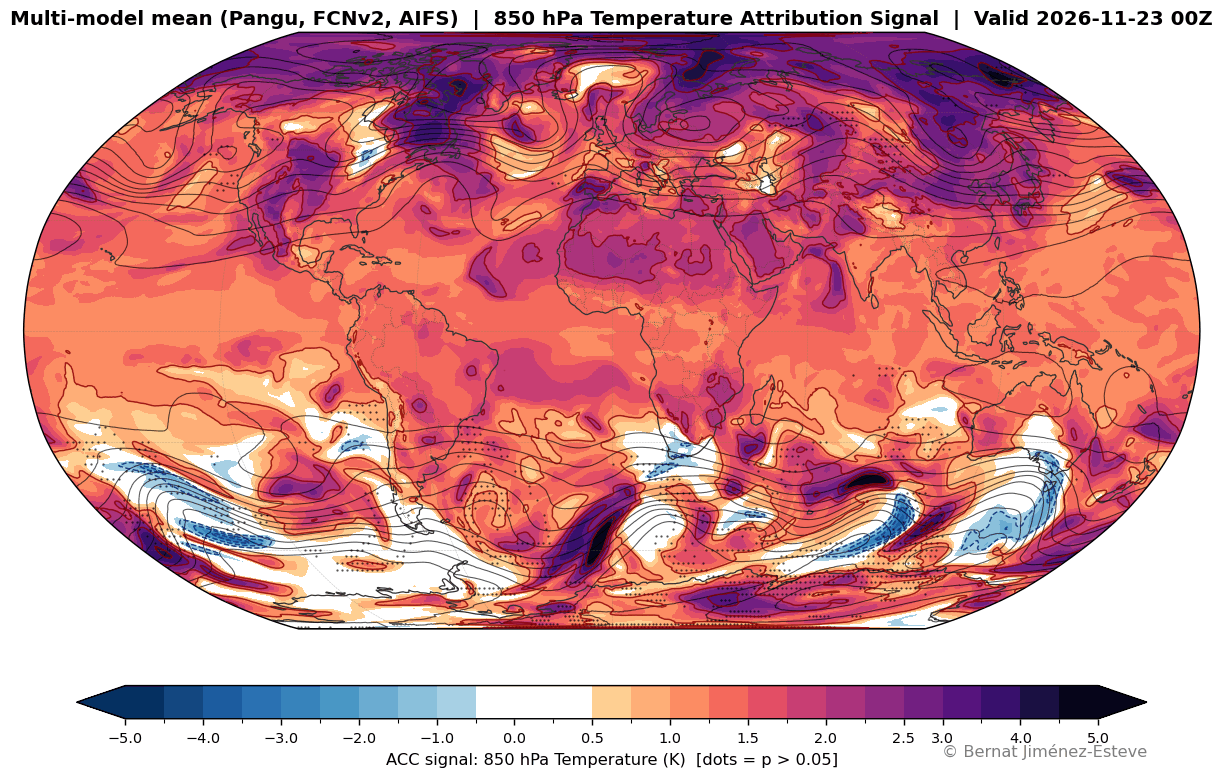 Multi-model mean (Pangu, FCNv2, AIFS)  |  850 hPa Temperature Attribution Signal  |  Valid 2026-11-23 00Z
−5.0 −4.0 −3.0 −2.0 −1.0 0.0 0.5 1.0 1.5 2.0 2.5 3.0 4.0 5.0
© Bernat Jiménez-Esteve
ACC signal: 850 hPa Temperature (K)  [dots = p > 0.05]